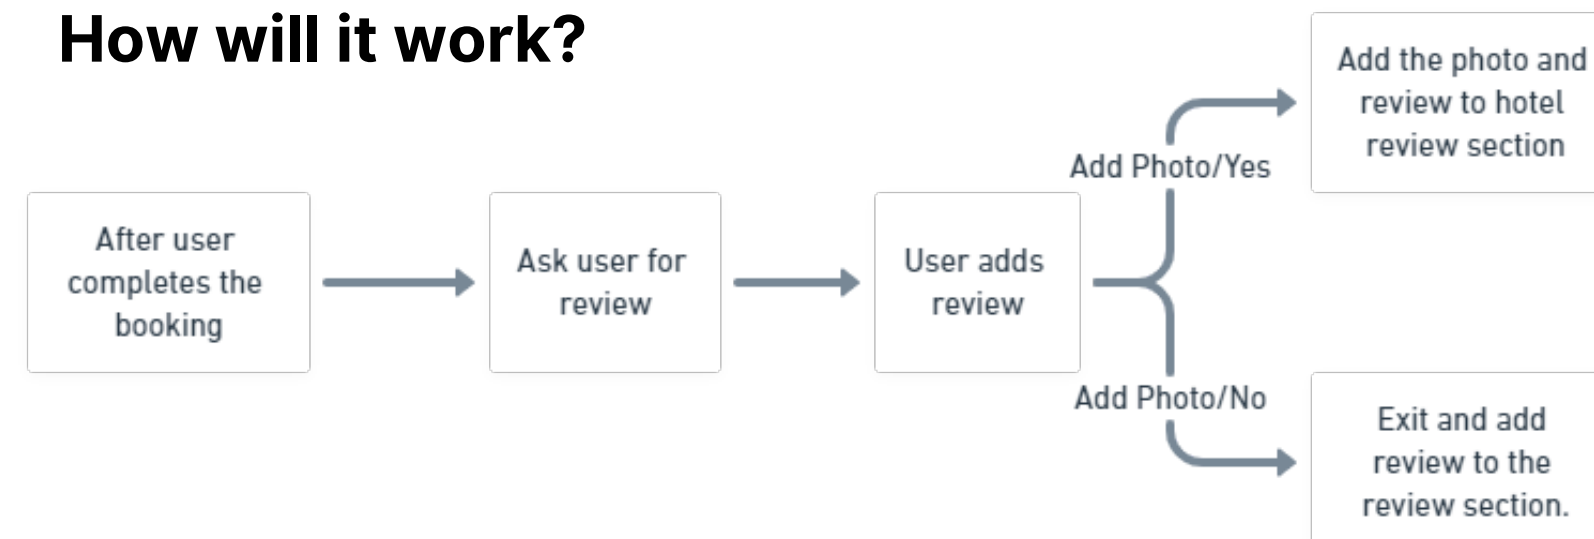 How will it work?
After user
completes the
booking
Ask user for
review
User adds
review
Add Photo/Yes
Add the photo and
review to hotel
review section
Add Photo/No
Exit and add
review to the
review section.